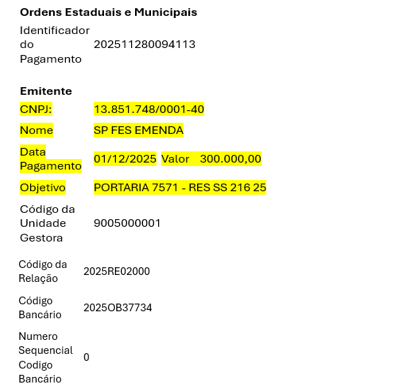 Ordens Estaduais e Municipais
Identificador
do 202511280094113
Pagamento
Emitente
CNPJ: 13.851.748/0001-40
Nome SP FES EMENDA
Data
Pagamento 01/12/2025 Valor 300.000,00
Objetivo PORTARIA 7571 - RES SS 216 25
Código da
Unidade 9005000001
Gestora
Código da 2025RE02000
Relação
Código 2025OB37734
Bancário
Numero
Sequencial 0
Codigo
Bancário